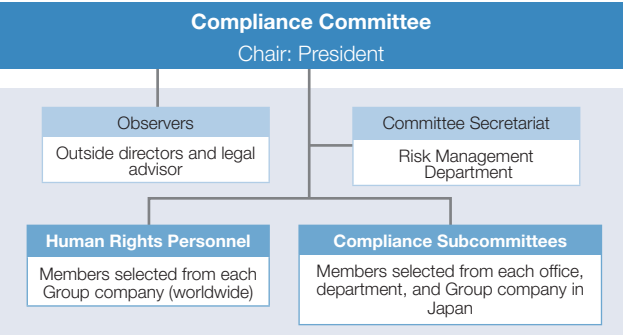 Compliance Committee
Chair: President
Observers
Outside directors and legal
advisor
Committee Secretariat
Risk Management
Department
Human Rights Personnel
Members selected from each
Group company (worldwide)
Compliance Subcommittees
Members selected from each office,
department, and Group company in
Japan